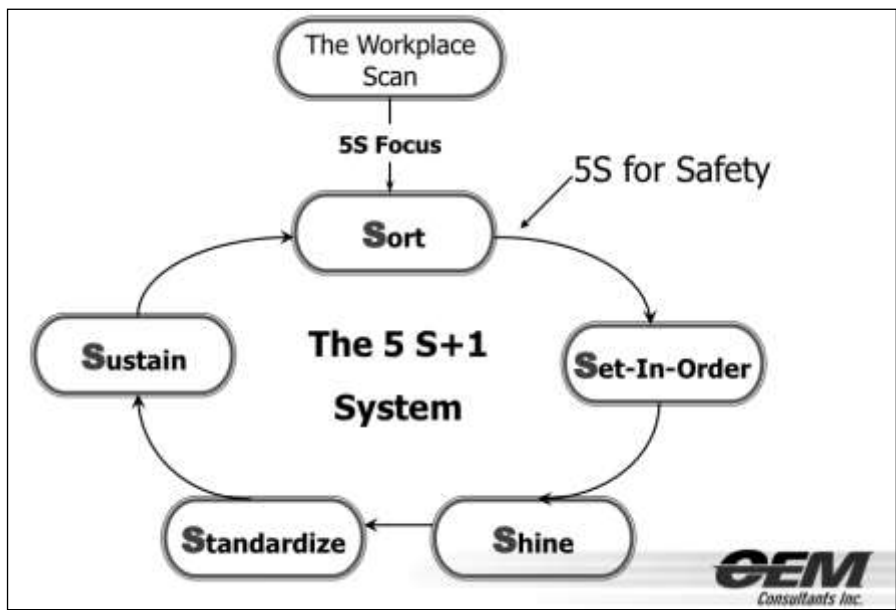 The Workplace
Scan
5S Focus
5S for Safety
Sort
The 5 S+1
System
Sustain
Set-In-Order
Standardize
Shine
OEM
Consultants Inc.